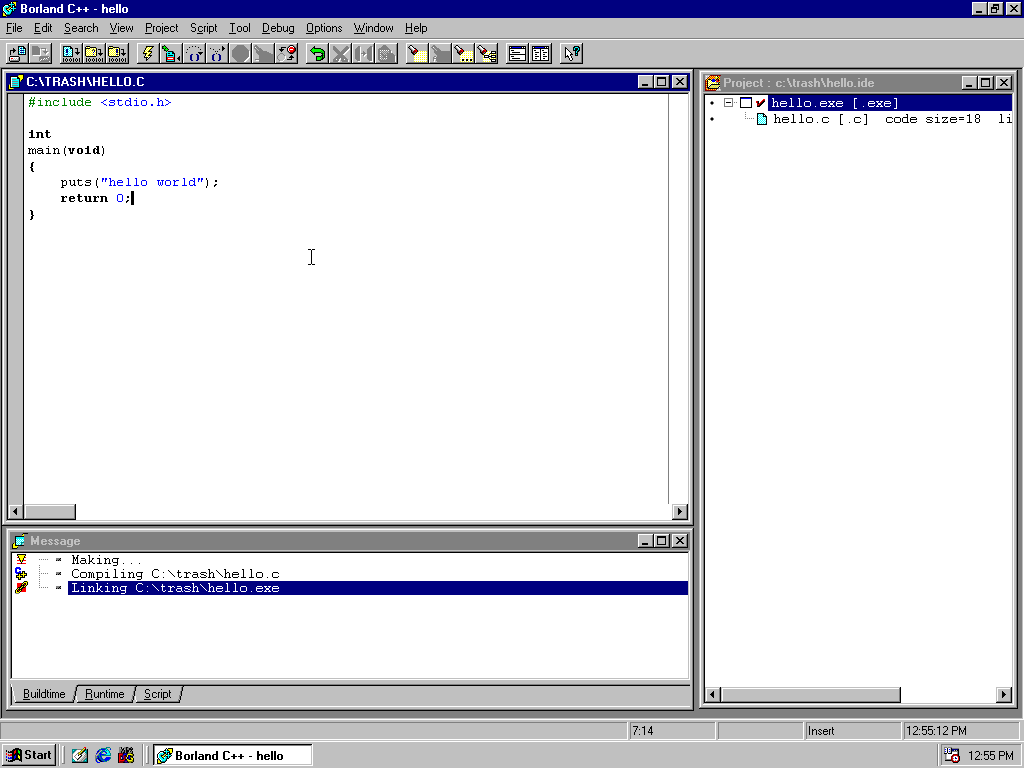 Borland C++ - hello
File Edit Search View Project Script Tool Debug Options Window Help
C:\TRASH\HELLO.C
#include <stdio.h>
int
main(void)
{
puts("hello world");
return 0;
}
Project : c:\trash\hello.ide
hello.exe [.exe]
hello.c [.c] code size=18 li
Message
Making...
Compiling C:\trash\hello.c
Linking C:\trash\hello.exe
Buildtime Runtime Script
7:14 Insert 12:55:12 PM
Start Borland C++ - hello 12:55 PM